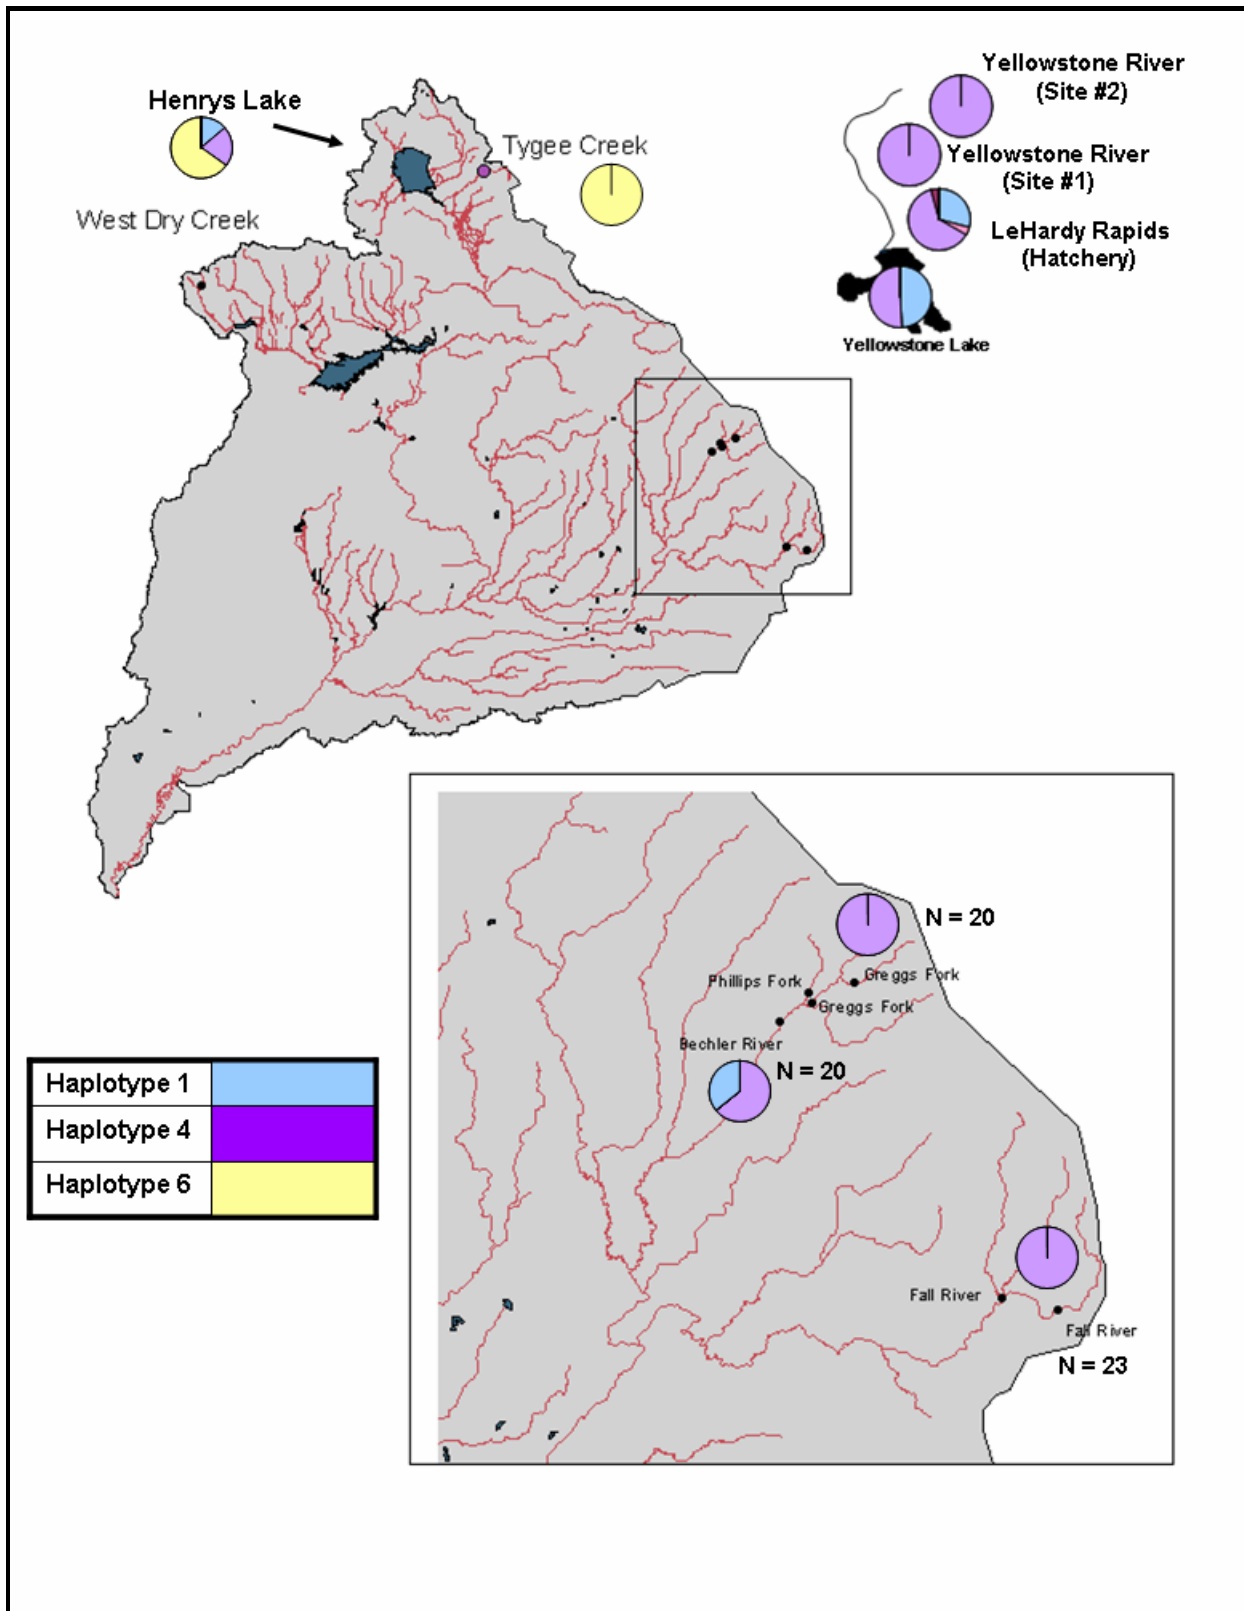 Yellowstone River
(Site #2)
Henrys Lake
Tygee Creek
Yellowstone River
(Site #1)
West Dry Creek
LeHardy Rapids
(Hatchery)
Yellowstone Lake
N = 20
Phillips Fork
Greggs Fork
Greggs Fork
Bechler River
N = 20
Haplotype 1
Haplotype 4
Haplotype 6
Fall River
Fall River
N = 23